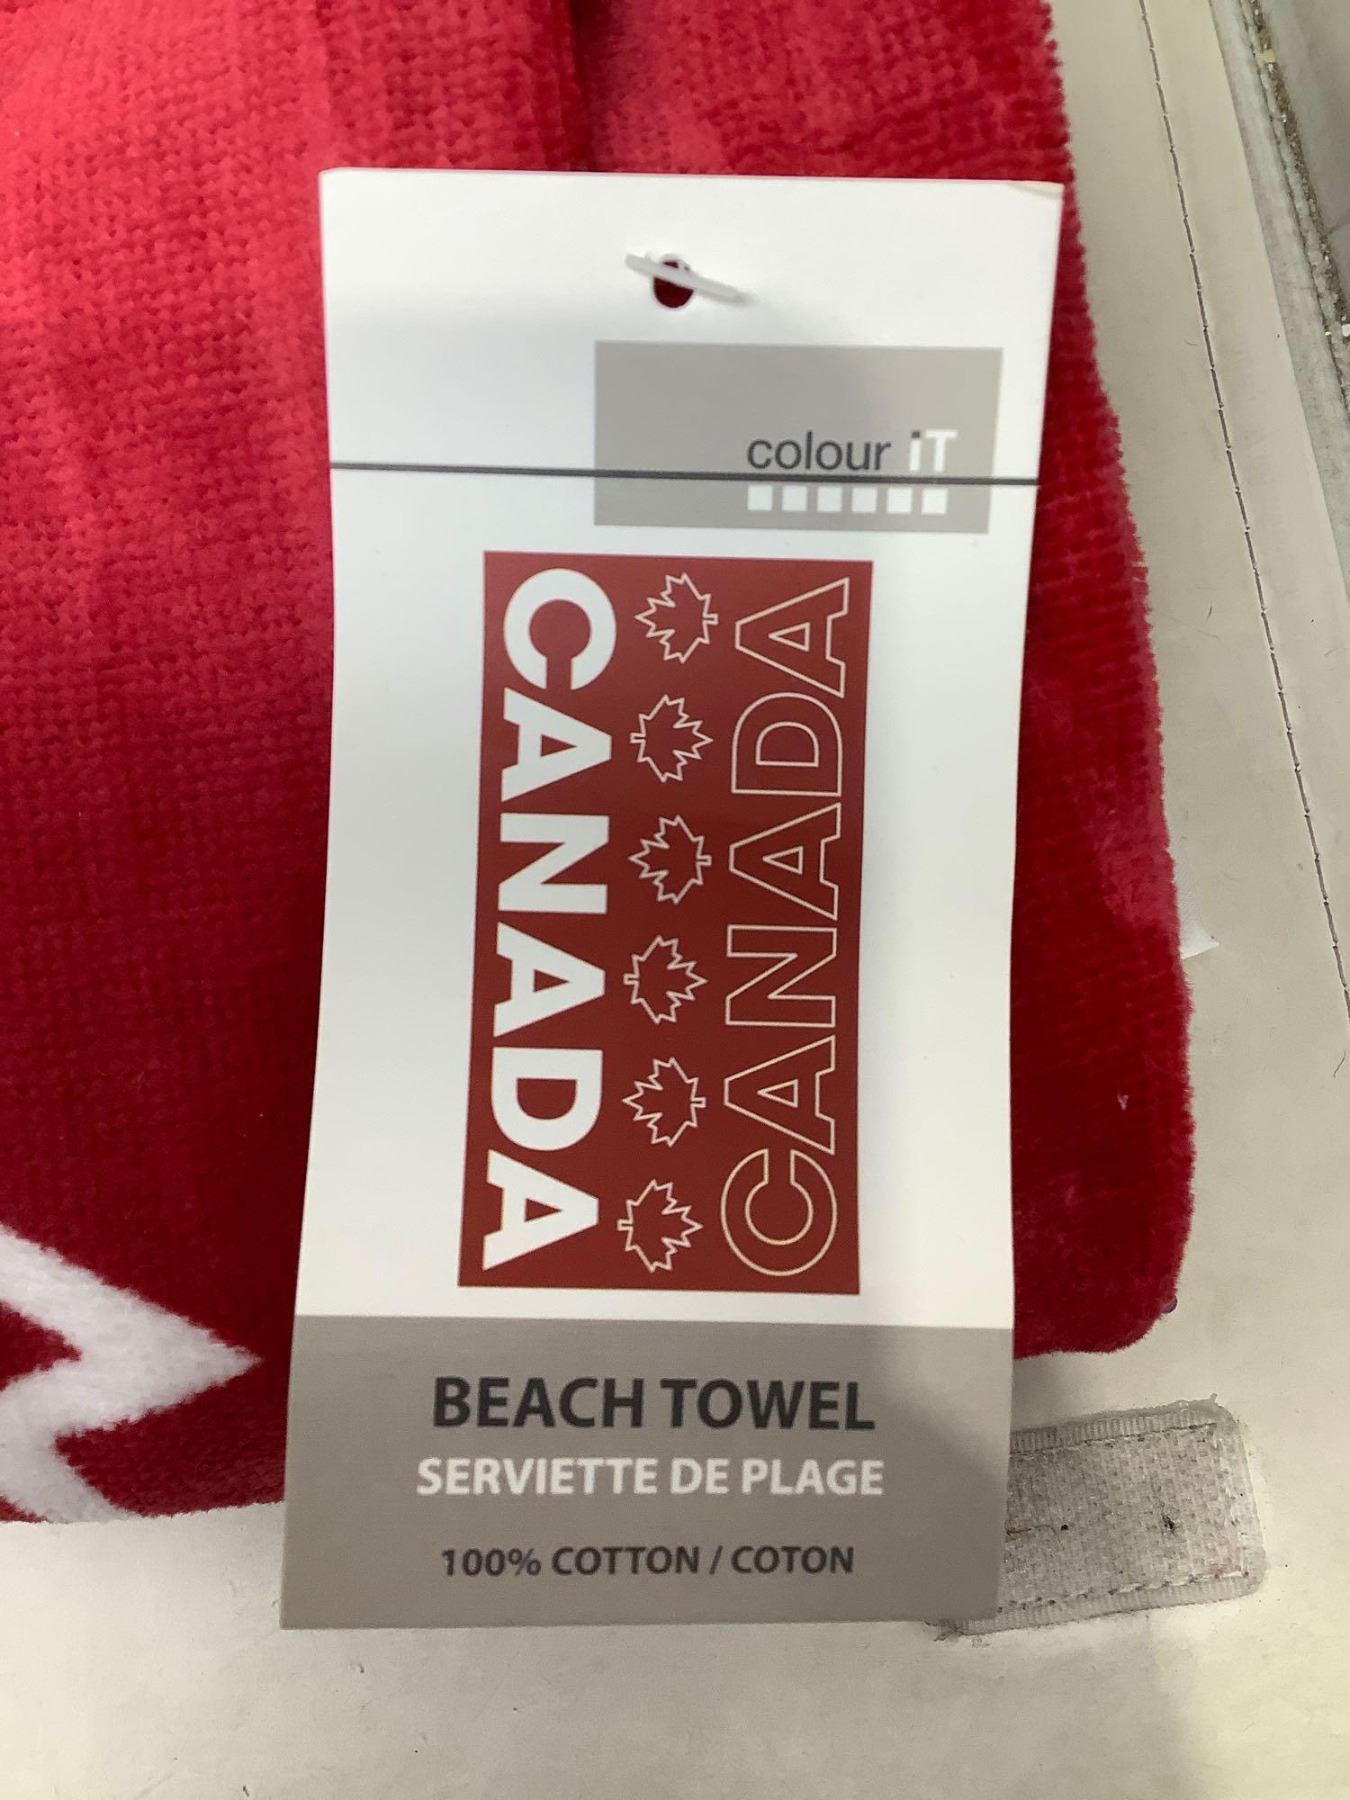 colour iT
CANADA
CANADA
BEACH TOWEL
SERVIETTE DE PLAGE
100% COTTON / COTON